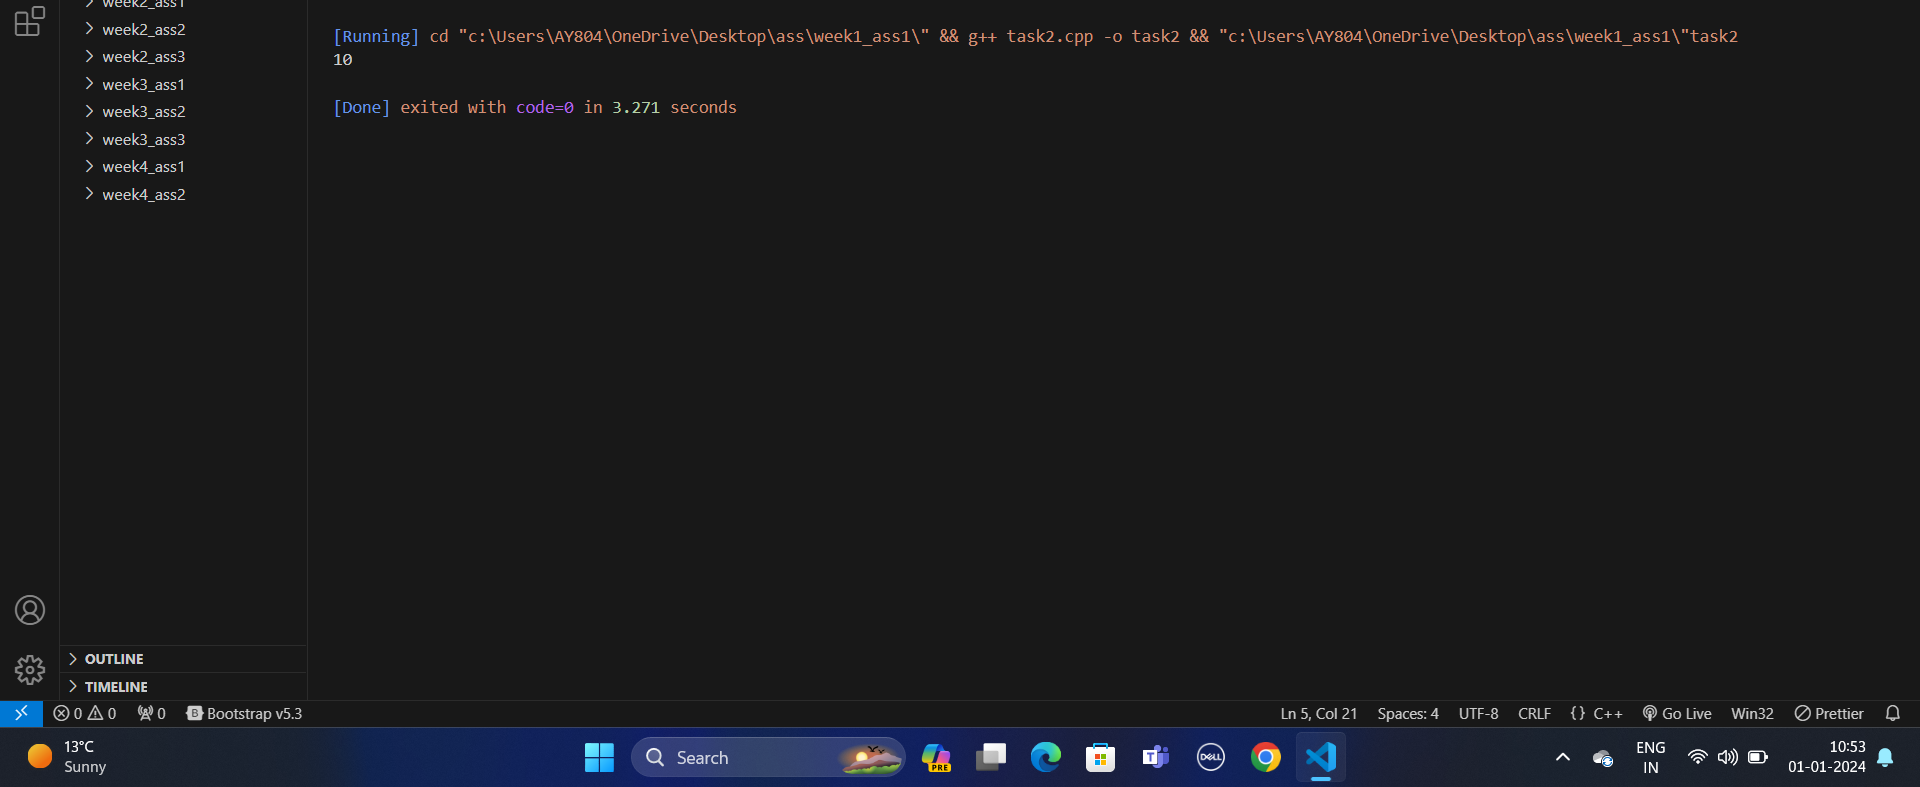 week2_ass1
week2_ass2
week2_ass3
week3_ass1
week3_ass2
week3_ass3
week4_ass1
week4_ass2
OUTLINE
TIMELINE
[Running] cd "c:\Users\AY804\OneDrive\Desktop\ass\week1_ass1\" && g++ task2.cpp -o task2 && "c:\Users\AY804\OneDrive\Desktop\ass\week1_ass1\"task2
10
[Done] exited with code=0 in 3.271 seconds
0 0 0 B Bootstrap v5.3 Ln 5, Col 21 Spaces: 4 UTF-8 CRLF {} C++ Go Live Win32 Prettier
13°C
Sunny
Search
PRE
T
DELL
ENG
IN
10:53
01-01-2024